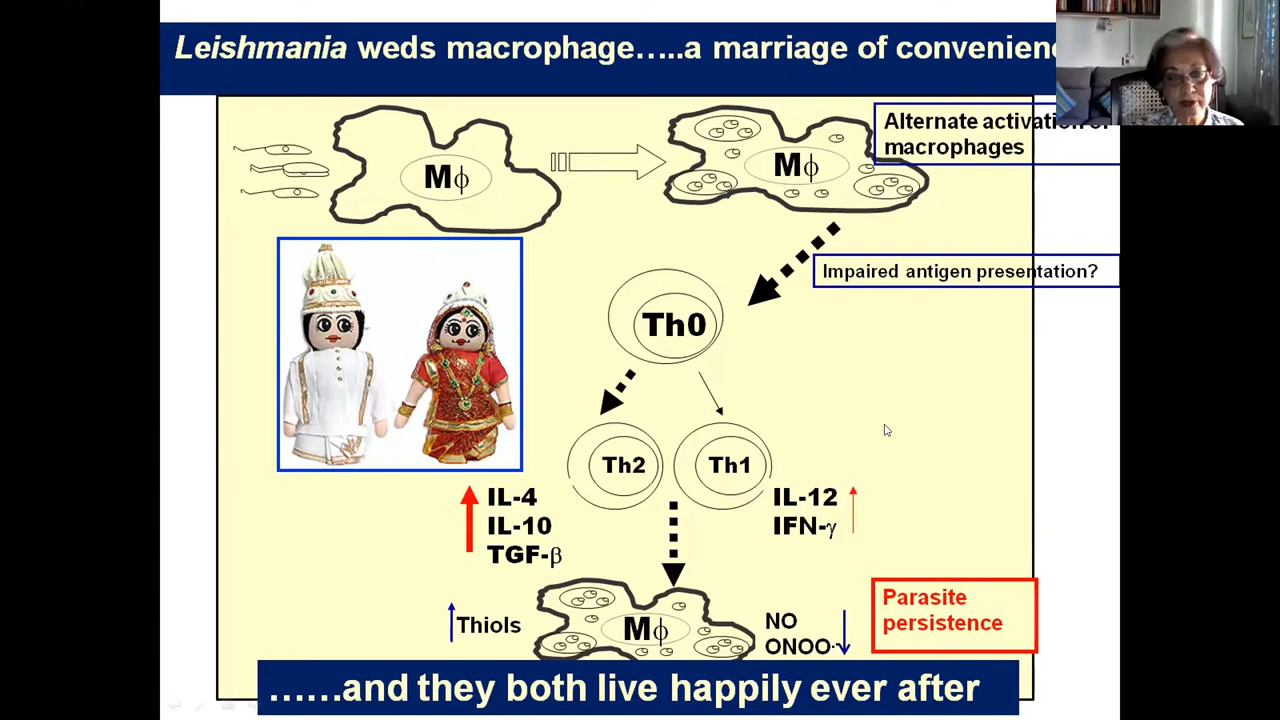 Leishmania weds macrophage…..a marriage of
Alternate activation
macrophages
Mϕ
Mϕ
Impaired antigen presentation?
Th0
Th2
Th1
IL-4
IL-10
TGF-β
IL-12
IFN-γ
Thiols
Mϕ
NO
ONOO-
Parasite
persistence
……and they both live happily ever after